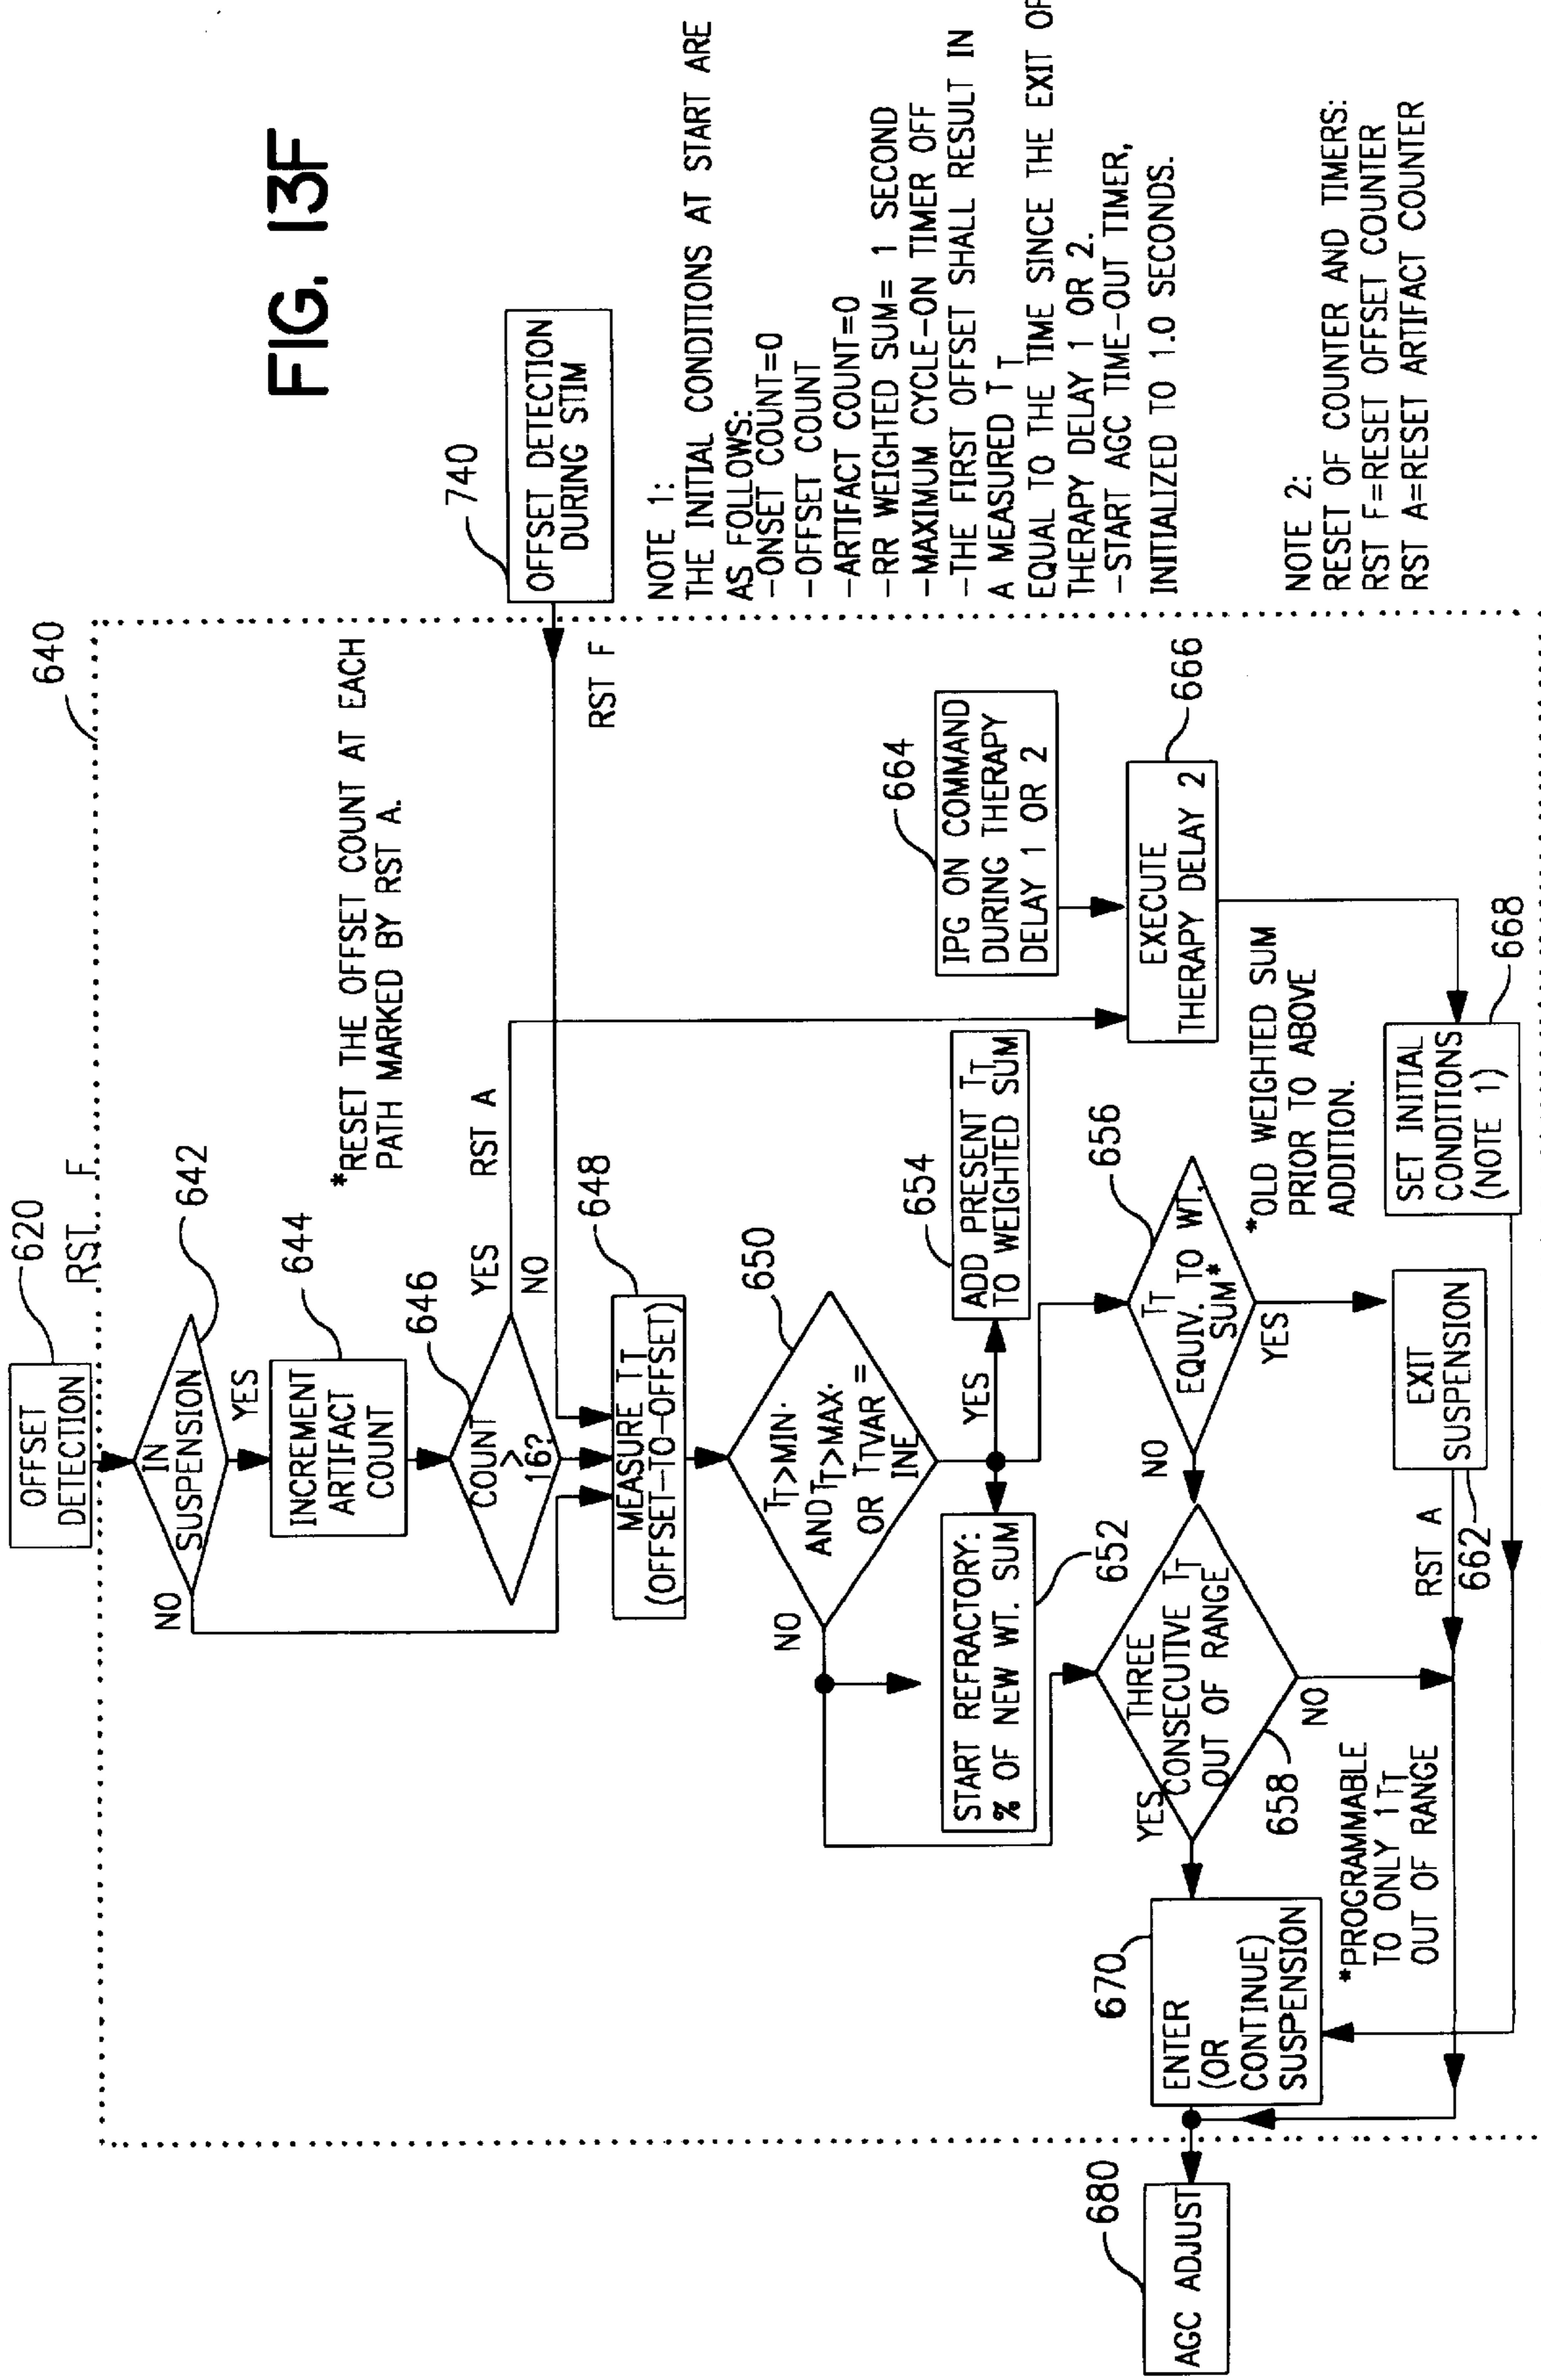 FIG. 13F
OFFSET
DETECTION
620
RST F
640
IN
SUSPENSION
642
NO
YES
INCREMENT
ARTIFACT
COUNT
644
*RESET THE OFFSET COUNT AT EACH
PATH MARKED BY RST A.
COUNT
>
16?
646
YES RST A
NO
OFFSET DETECTION
DURING STIM
740
RST F
MEASURE TT
(OFFSET-TO-OFFSET)
648
TT>MIN.
AND TT>MAX.
OR TTVAR =
INE
650
NO
YES
START REFRACTORY:
% OF NEW WT. SUM
652
ADD PRESENT TT
TO WEIGHTED SUM
654
IPG ON COMMAND
DURING THERAPY
DELAY 1 OR 2
664
TT
EQUIV. TO WT.
SUM*
656
NO
YES
*OLD WEIGHTED SUM
PRIOR TO ABOVE
ADDITION.
THREE
CONSECUTIVE TT
OUT OF RANGE
658
YES
NO
EXECUTE
THERAPY DELAY 2
666
ENTER
(OR
CONTINUE)
SUSPENSION
670
*PROGRAMMABLE
TO ONLY 1 TT
OUT OF RANGE
EXIT
SUSPENSION
662
RST A
SET INITIAL
CONDITIONS
(NOTE 1)
668
AGC ADJUST
680
NOTE 1:
THE INITIAL CONDITIONS AT START ARE
AS FOLLOWS:
-ONSET COUNT=0
-OFFSET COUNT
-ARTIFACT COUNT=0
-RR WEIGHTED SUM= 1 SECOND
-MAXIMUM CYCLE-ON TIMER OFF
-THE FIRST OFFSET SHALL RESULT IN
A MEASURED TT
EQUAL TO THE TIME SINCE THE EXIT OF
THERAPY DELAY 1 OR 2.
-START AGC TIME-OUT TIMER,
INITIALIZED TO 1.0 SECONDS.
NOTE 2:
RESET OF COUNTER AND TIMERS:
RST F=RESET OFFSET COUNTER
RST A=RESET ARTIFACT COUNTER